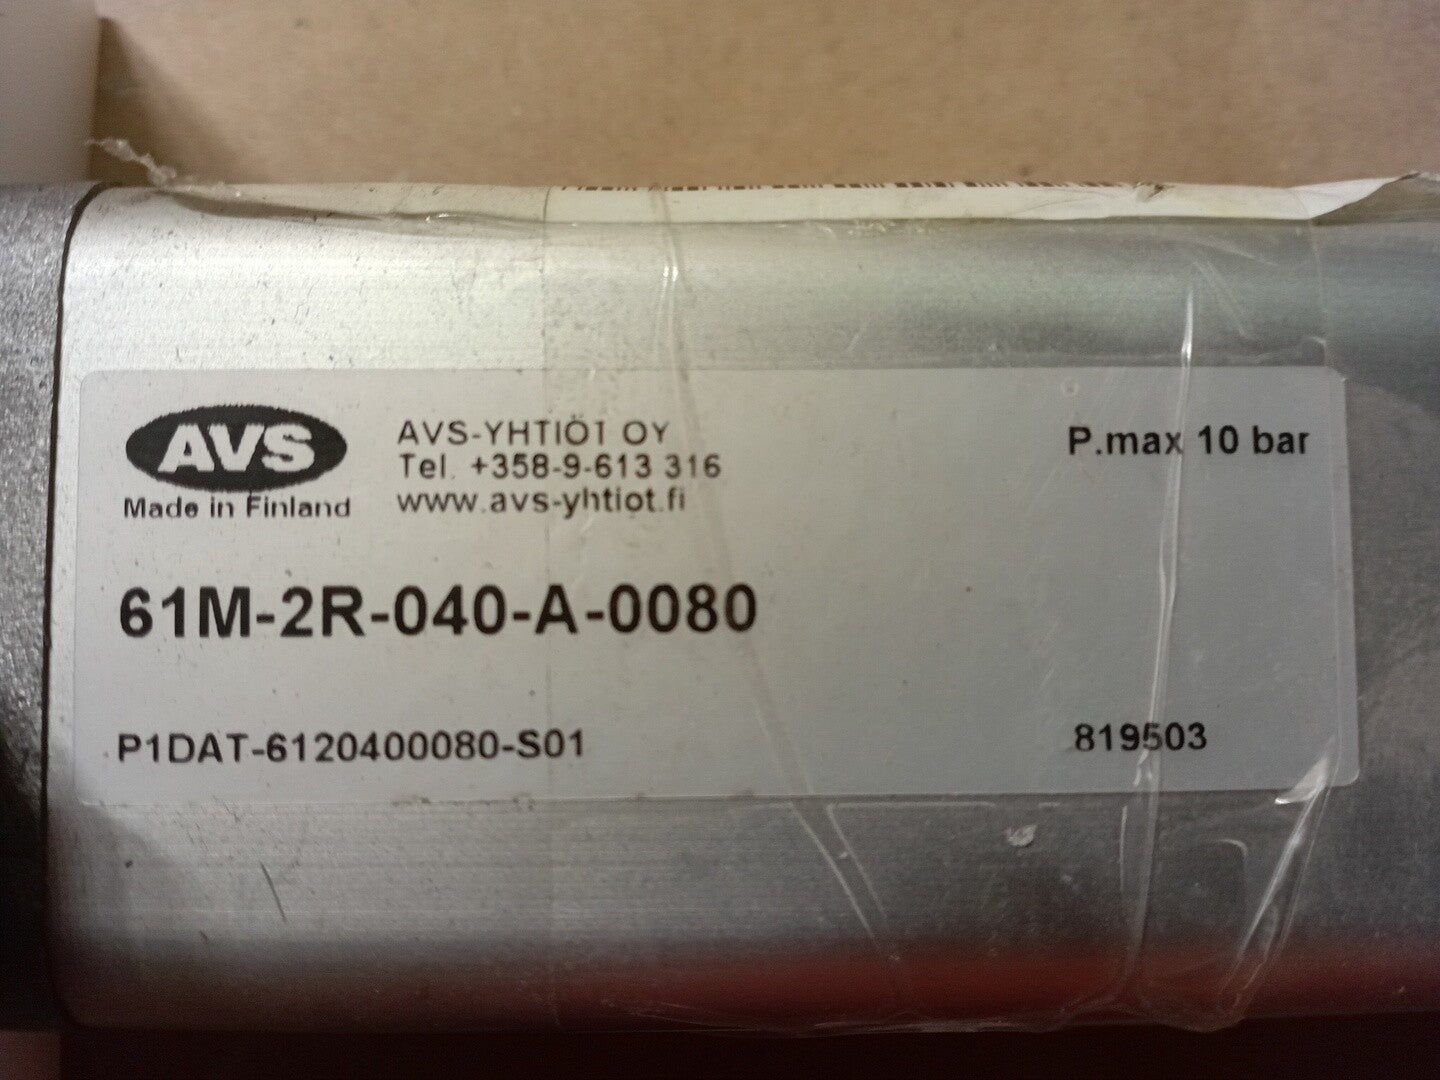 AVS
Made in Finland
AVS-YHTIÖT OY
Tel. +358-9-613 316
www.avs-yhtiot.fi
P.max 10 bar
61M-2R-040-A-0080
P1DAT-6120400080-S01
819503